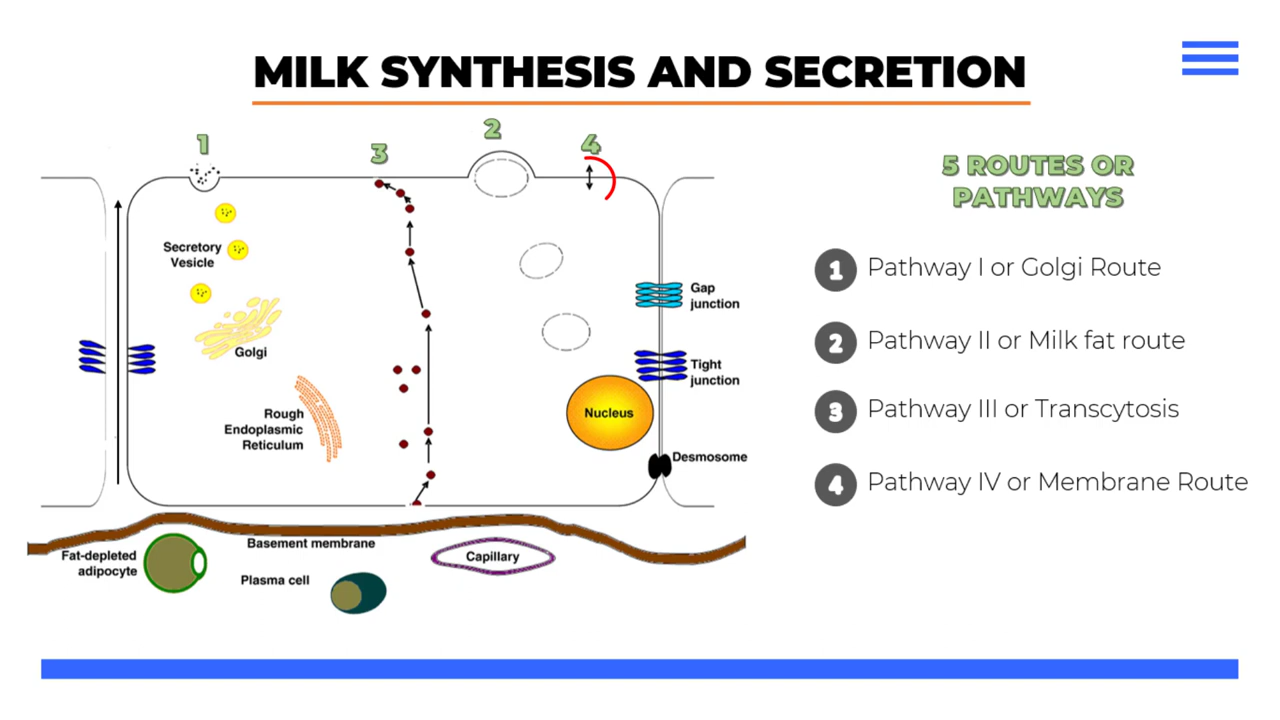 MILK SYNTHESIS AND SECRETION
1
3
2
4
Secretory
Vesicle
Golgi
Rough
Endoplasmic
Reticulum
Gap
junction
Tight
junction
Nucleus
Desmosome
Basement membrane
Fat-depleted
adipocyte
Plasma cell
Capillary
5 ROUTES OR
PATHWAYS
1 Pathway I or Golgi Route
2 Pathway II or Milk fat route
3 Pathway III or Transcytosis
4 Pathway IV or Membrane Route